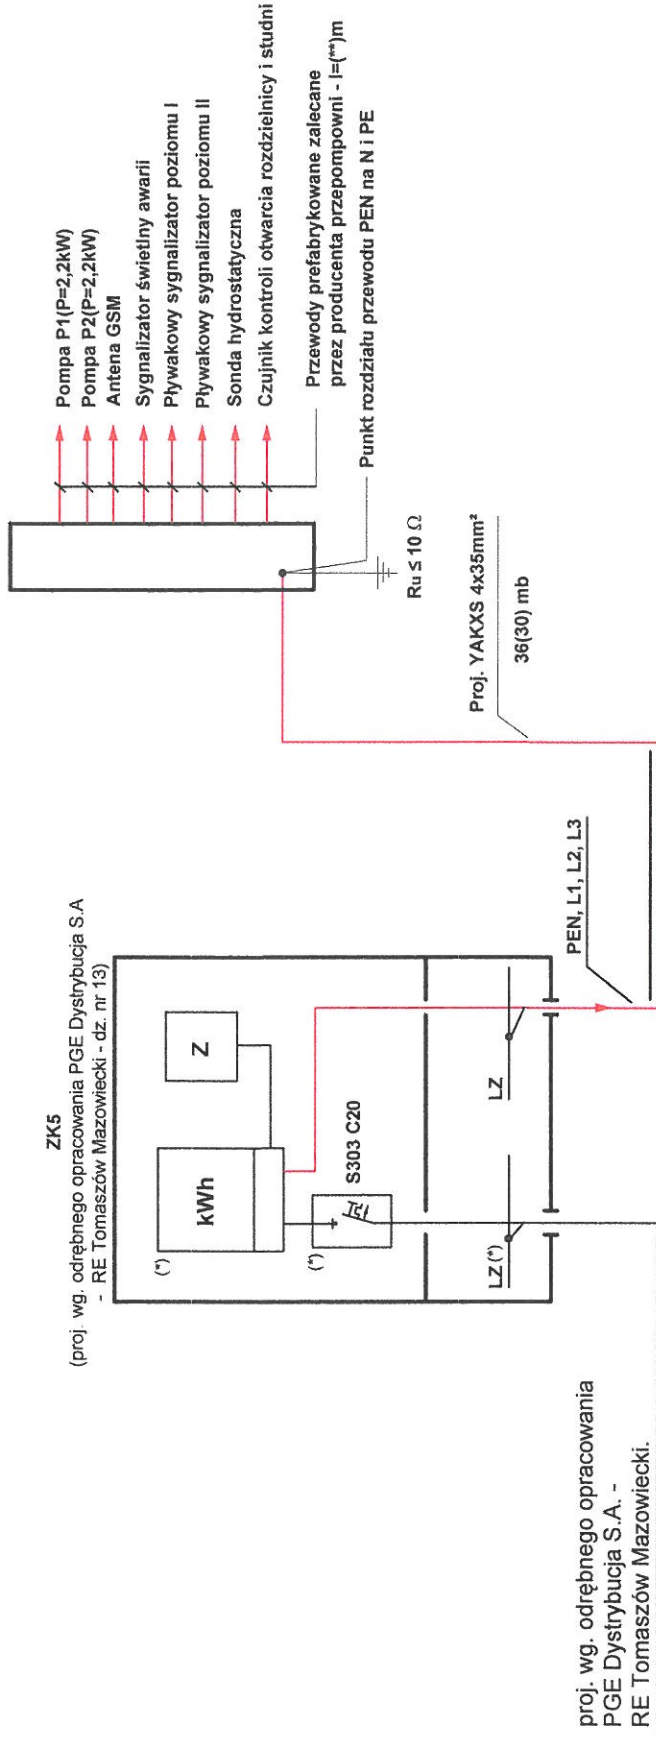 ZK5
(proj. wg. odrębnego opracowania PGE Dystrybucja S.A
- RE Tomaszów Mazowiecki - dz. nr 13)
(*)
kWh
Z
(*)
S303 C20
LZ (*)
LZ
PEN, L1, L2, L3
proj. wg. odrębnego opracowania
PGE Dystrybucja S.A. -
RE Tomaszów Mazowiecki.
Pompa P1(P=2,2kW)
Pompa P2(P=2,2kW)
Antena GSM
Sygnalizator świetlny awarii
Pływakowy sygnalizator poziomu I
Pływakowy sygnalizator poziomu II
Sonda hydrostatyczna
Czujnik kontroli otwarcia rozdzielnicy i studni
Przewody prefabrykowane zalecane
przez producenta przepompowni - l=(**)m
Punkt rozdziału przewodu PEN na N i PE
Ru ≤ 10 Ω
Proj. YAKXS 4x35mm²
36(30) mb